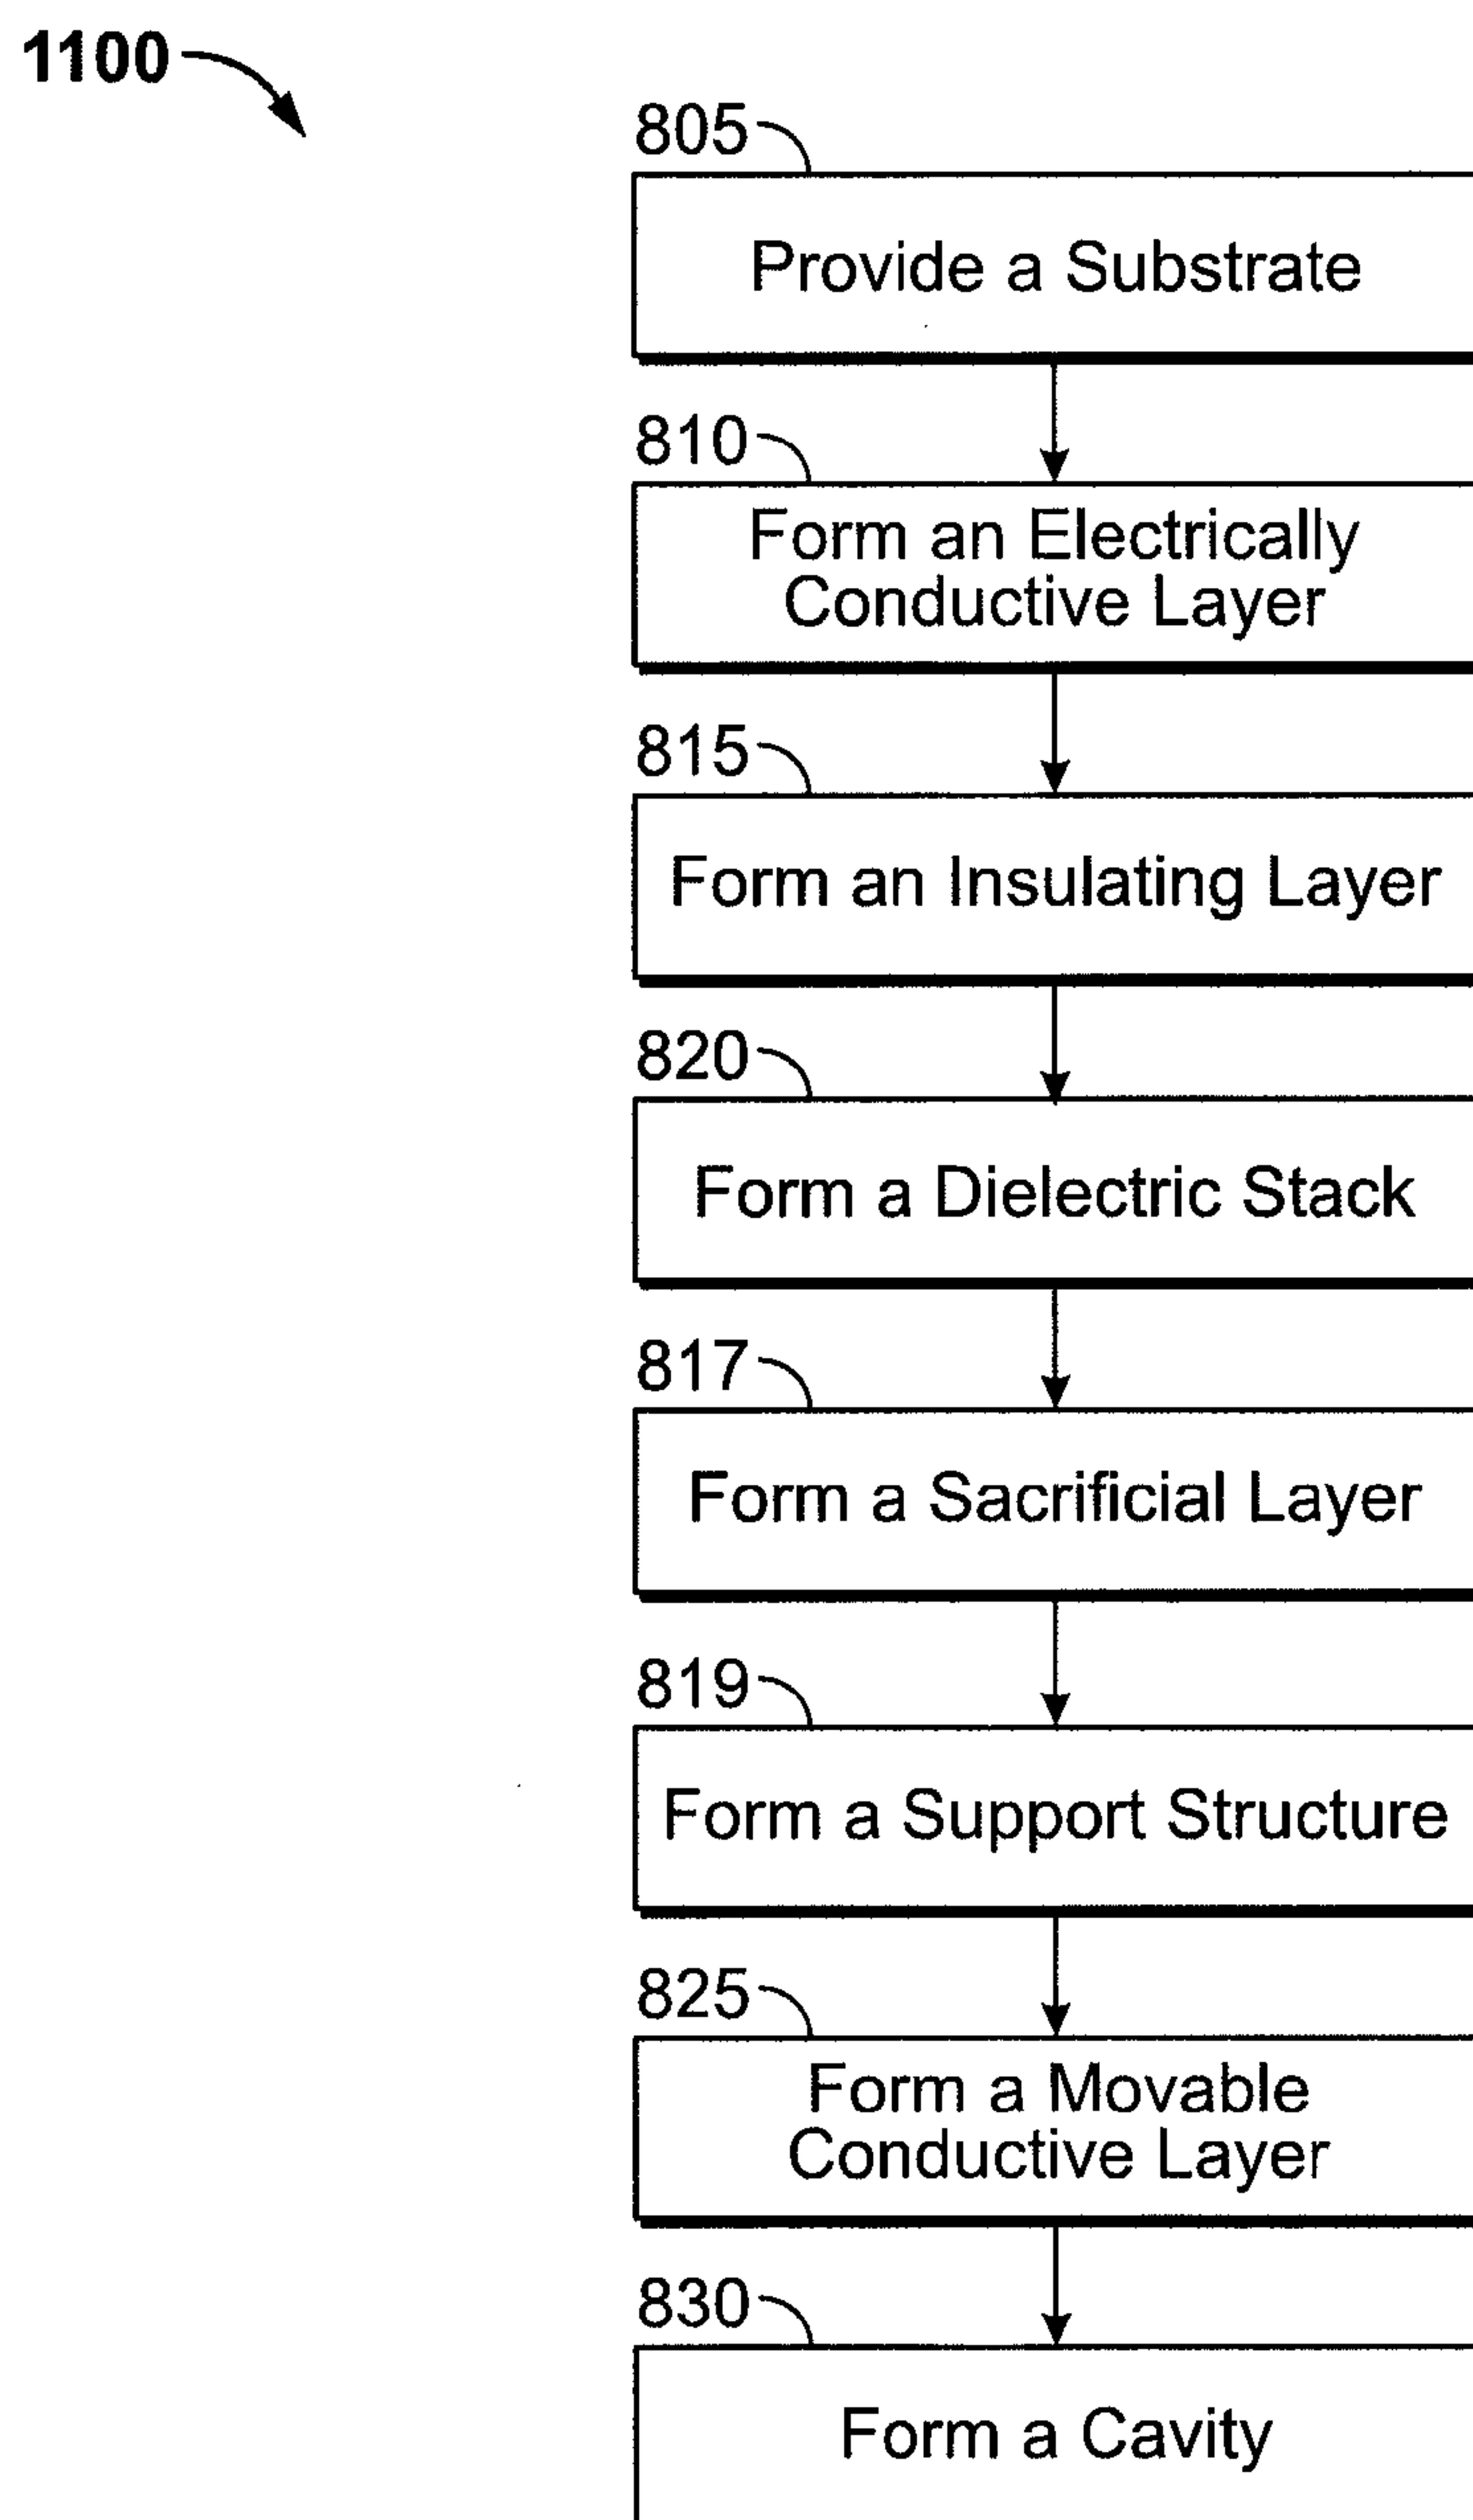 1100
805
Provide a Substrate
810
Form an Electrically
Conductive Layer
815
Form an Insulating Layer
820
Form a Dielectric Stack
817
Form a Sacrificial Layer
819
Form a Support Structure
825
Form a Movable
Conductive Layer
830
Form a Cavity